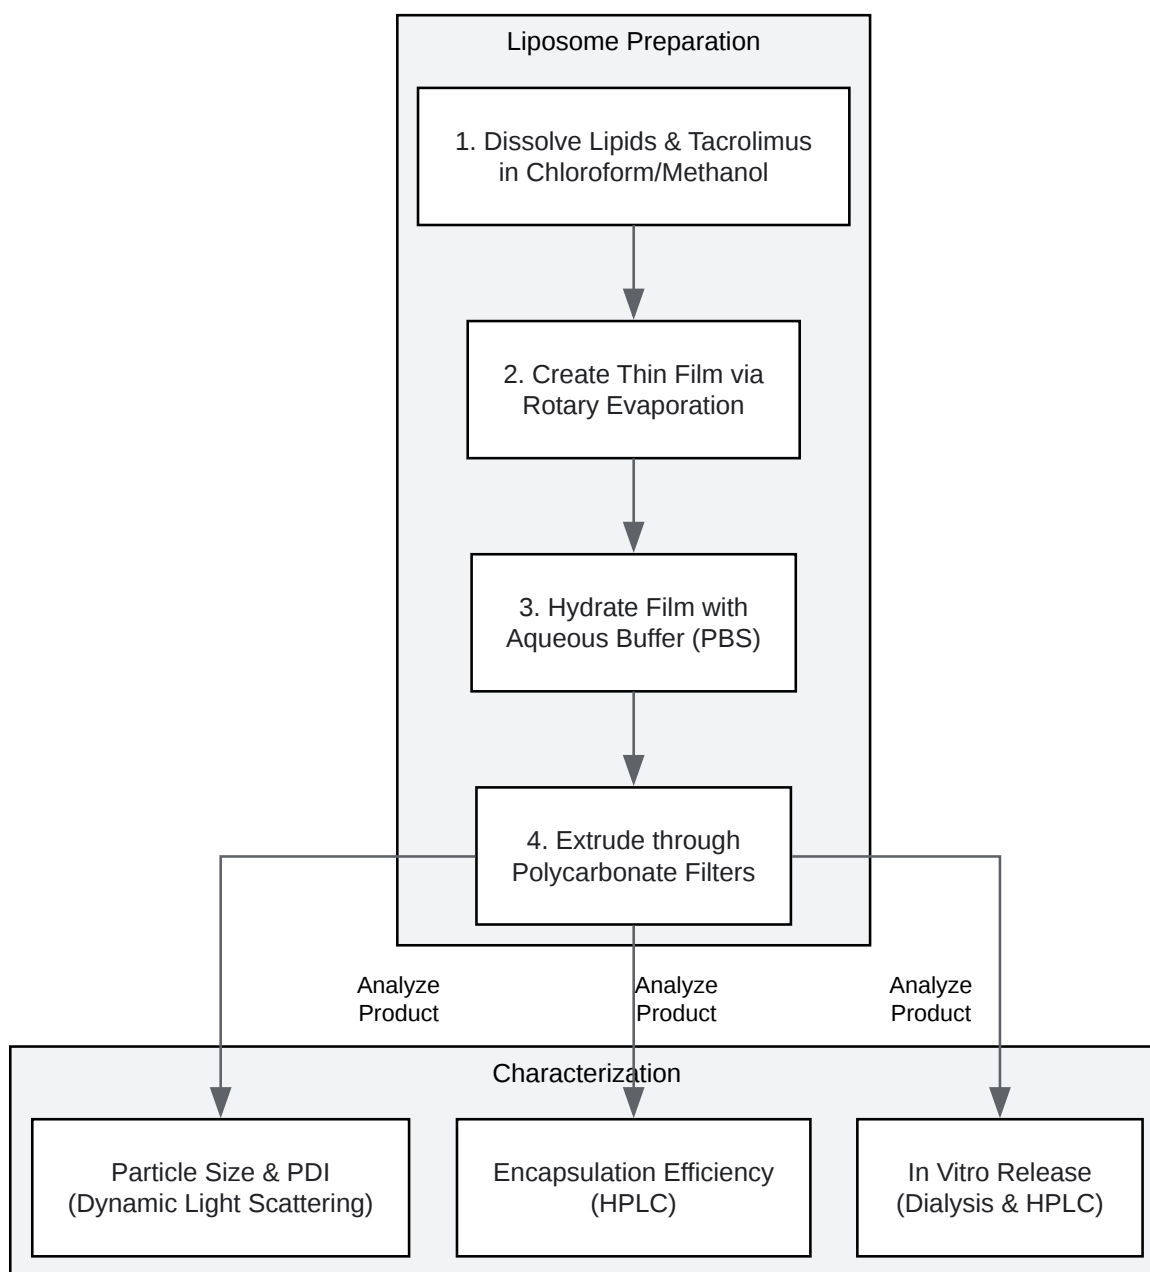 Liposome Preparation
1. Dissolve Lipids & Tacrolimus
in Chloroform/Methanol
2. Create Thin Film via
Rotary Evaporation
3. Hydrate Film with
Aqueous Buffer (PBS)
4. Extrude through
Polycarbonate Filters
Analyze
Product
Analyze
Product
Analyze
Product
Characterization
Particle Size & PDI
(Dynamic Light Scattering)
Encapsulation Efficiency
(HPLC)
In Vitro Release
(Dialysis & HPLC)